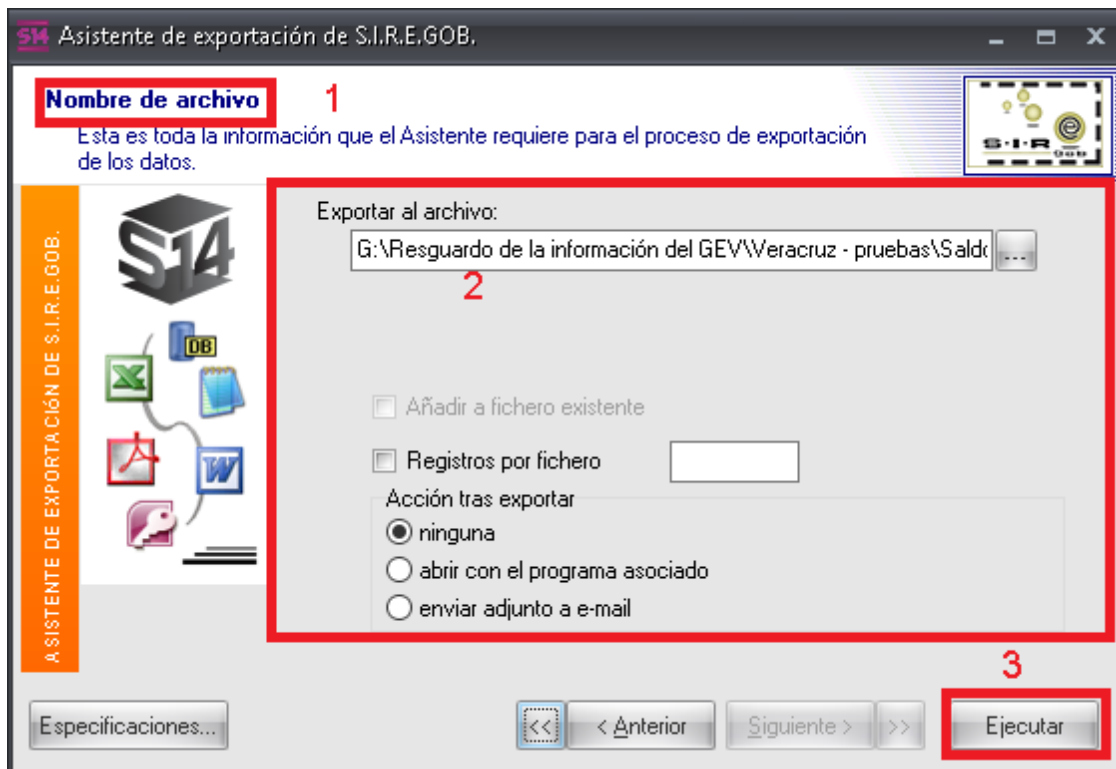 S14 Asistente de exportación de S.I.R.E.GOB.
Nombre de archivo 1
Esta es toda la información que el Asistente requiere para el proceso de exportación
de los datos.
e
S·I·R
Gob
ASISTENTE DE EXPORTACIÓN DE S.I.R.E.GOB.
S14
DB
Exportar al archivo:
G:\Resguardo de la información del GEV\Veracruz - pruebas\Saldo ...
2
Añadir a fichero existente
Registros por fichero
Acción tras exportar
ninguna
abrir con el programa asociado
enviar adjunto a e-mail
3
Especificaciones... << < Anterior Siguiente > >> Ejecutar